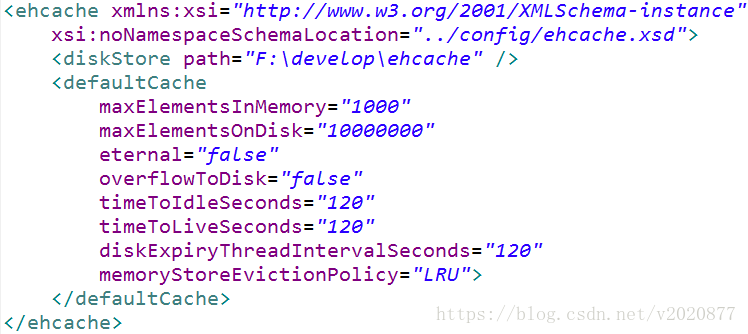 <ehcache xmlns:xsi="http://www.w3.org/2001/XMLSchema-instance"
    xsi:noNamespaceSchemaLocation="../config/ehcache.xsd">
    <diskStore path="F:\develop\ehcache" />
    <defaultCache
        maxElementsInMemory="1000"
        maxElementsOnDisk="10000000"
        eternal="false"
        overflowToDisk="false"
        timeToIdleSeconds="120"
        timeToLiveSeconds="120"
        diskExpiryThreadIntervalSeconds="120"
        memoryStoreEvictionPolicy="LRU">
    </defaultCache>
</ehcache>
https://blog.csdn.net/v2020877